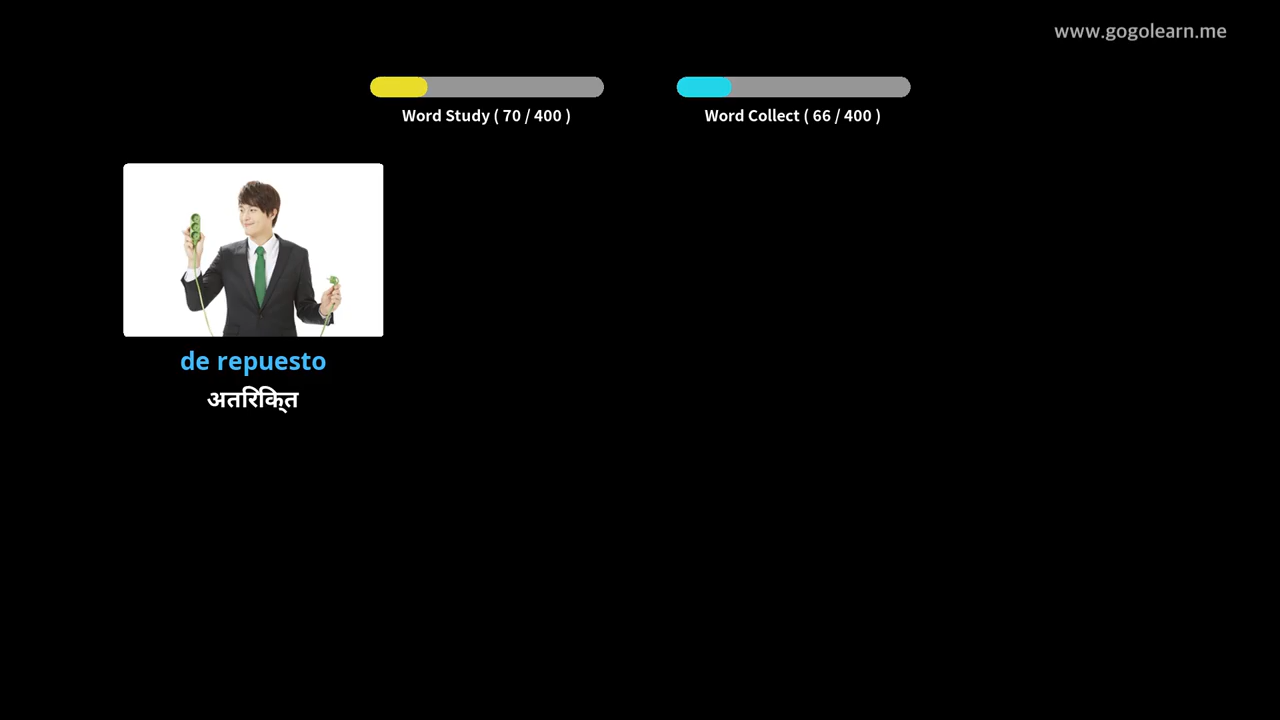 www.gogolearn.me
Word Study ( 70 / 400 )
Word Collect ( 66 / 400 )
de repuesto
अतिरिक्त